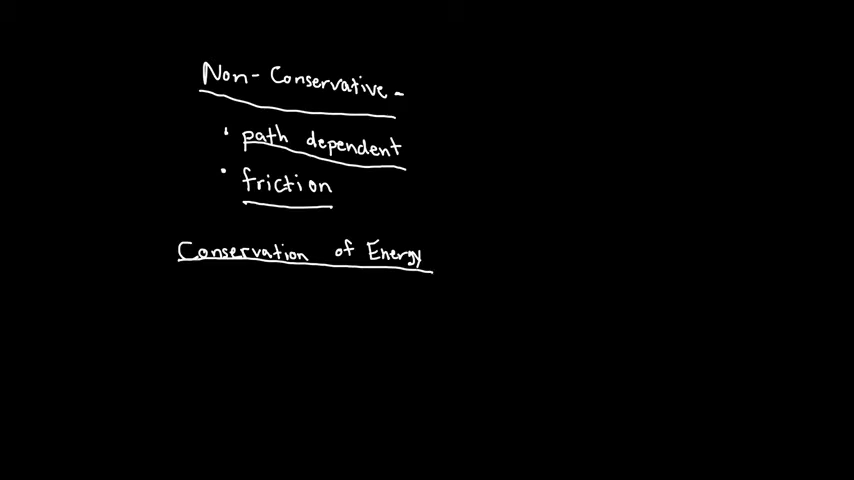 Non-Conservative-
• path dependent
• friction
Conservation of Energy